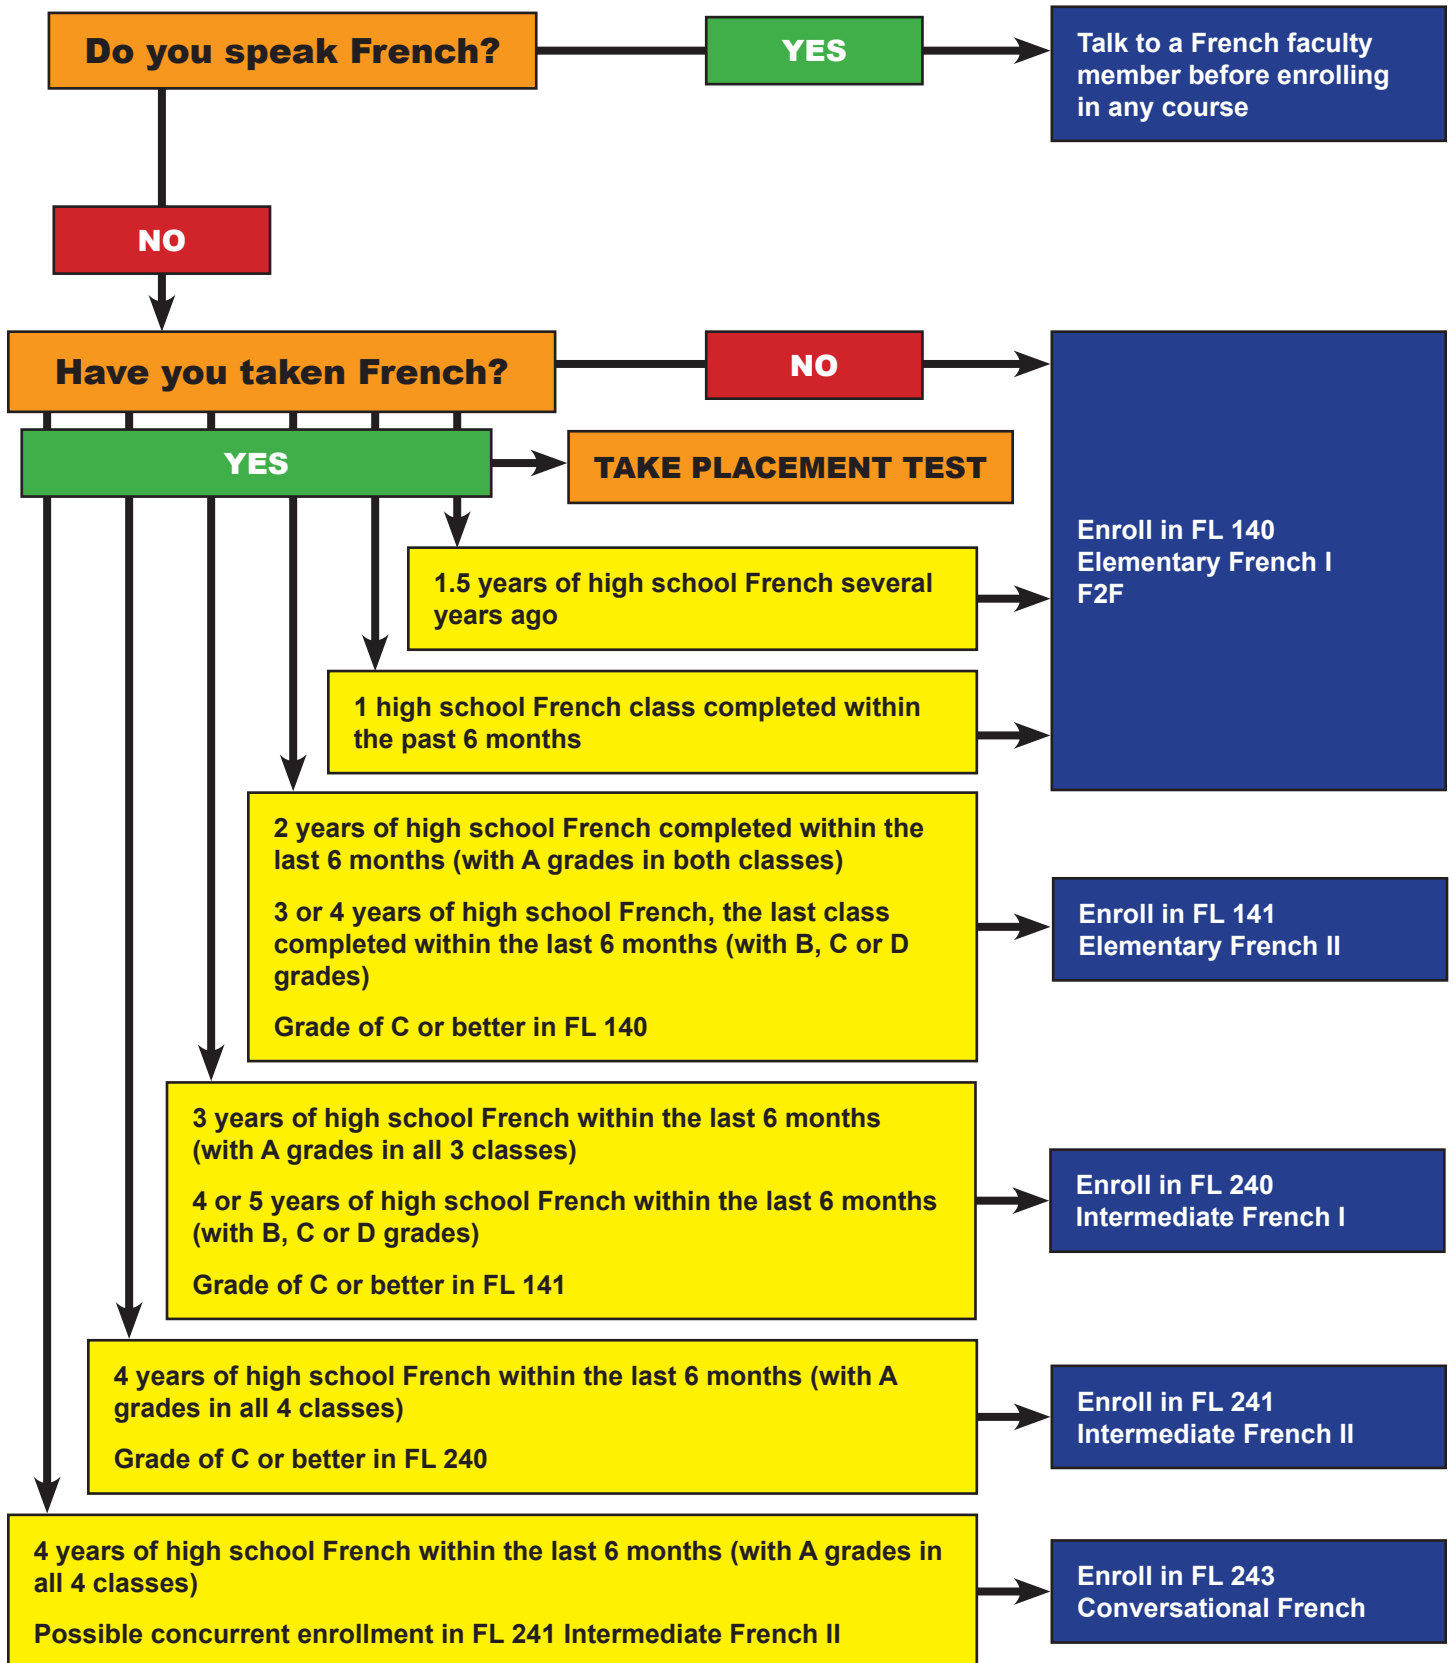 Do you speak French?
YES
Talk to a French faculty
member before enrolling
in any course
NO
Have you taken French?
NO
YES
TAKE PLACEMENT TEST
Enroll in FL 140
Elementary French I
F2F
1.5 years of high school French several
years ago
1 high school French class completed within
the past 6 months
2 years of high school French completed within the
last 6 months (with A grades in both classes)
3 or 4 years of high school French, the last class
completed within the last 6 months (with B, C or D
grades)
Grade of C or better in FL 140
Enroll in FL 141
Elementary French II
3 years of high school French within the last 6 months
(with A grades in all 3 classes)
4 or 5 years of high school French within the last 6 months
(with B, C or D grades)
Grade of C or better in FL 141
Enroll in FL 240
Intermediate French I
4 years of high school French within the last 6 months (with A
grades in all 4 classes)
Grade of C or better in FL 240
Enroll in FL 241
Intermediate French II
4 years of high school French within the last 6 months (with A grades in
all 4 classes)
Possible concurrent enrollment in FL 241 Intermediate French II
Enroll in FL 243
Conversational French